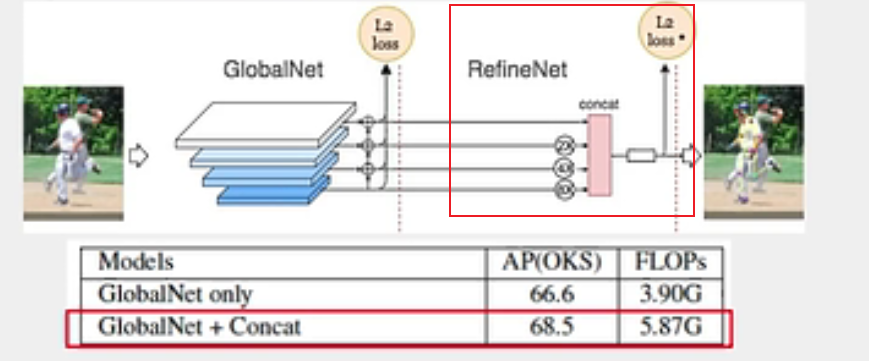 L2
loss
L2
loss *
GlobalNet
RefineNet
concat
2X
4X
8X
Models AP(OKS) FLOPs
GlobalNet only 66.6 3.90G
GlobalNet + Concat 68.5 5.87G